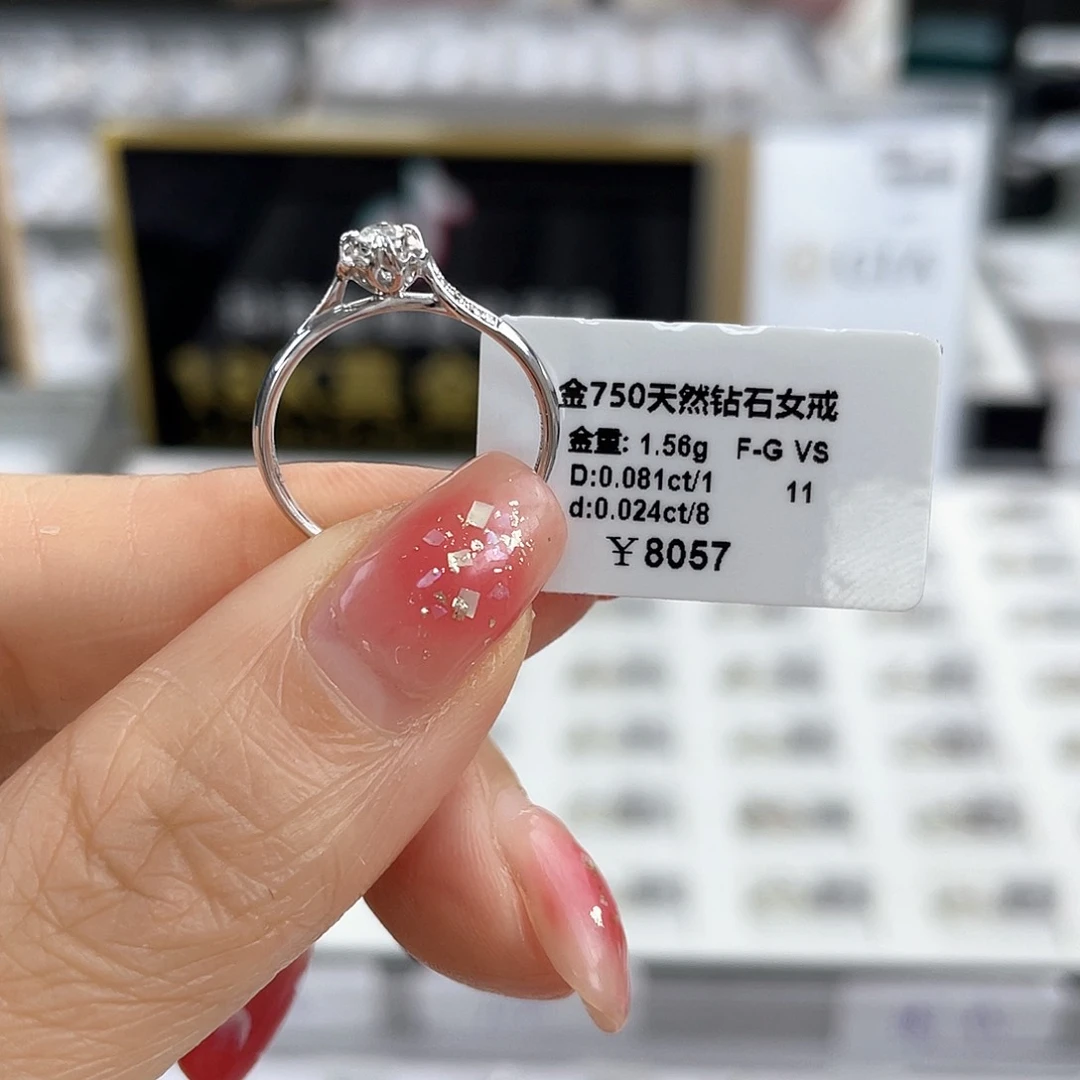 金750天然钻石女戒
金重: 1.56g F-G VS
D:0.081ct/1 11
d:0.024ct/8
￥8057